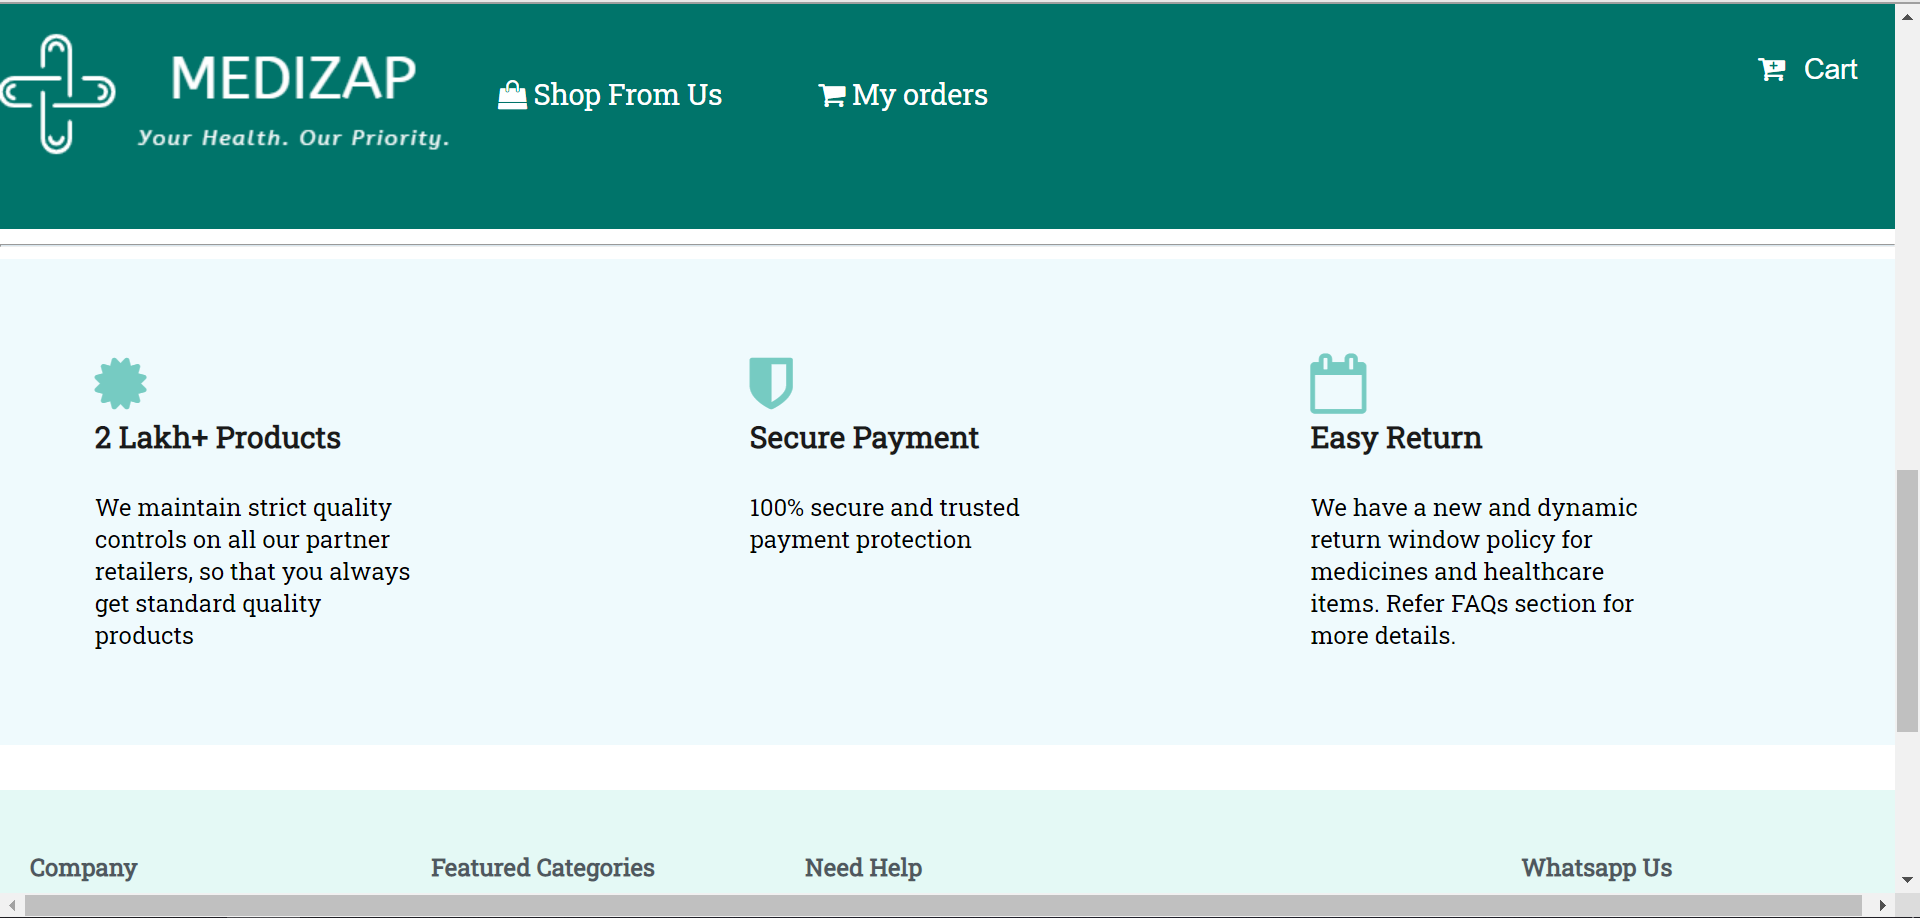 MEDIZAP
Your Health. Our Priority.
Shop From Us
My orders
Cart
2 Lakh+ Products
We maintain strict quality
controls on all our partner
retailers, so that you always
get standard quality
products
Secure Payment
100% secure and trusted
payment protection
Easy Return
We have a new and dynamic
return window policy for
medicines and healthcare
items. Refer FAQs section for
more details.
Company
Featured Categories
Need Help
Whatsapp Us